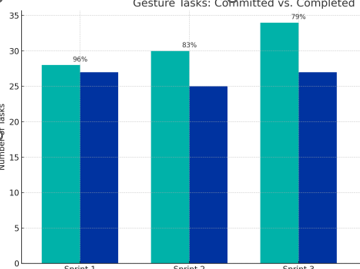 Gesture Tasks: Committed vs. Completed
35
79%
30
83%
96%
25
20
Number of Tasks
15
10
5
0
Sprint 1
Sprint 2
Sprint 3